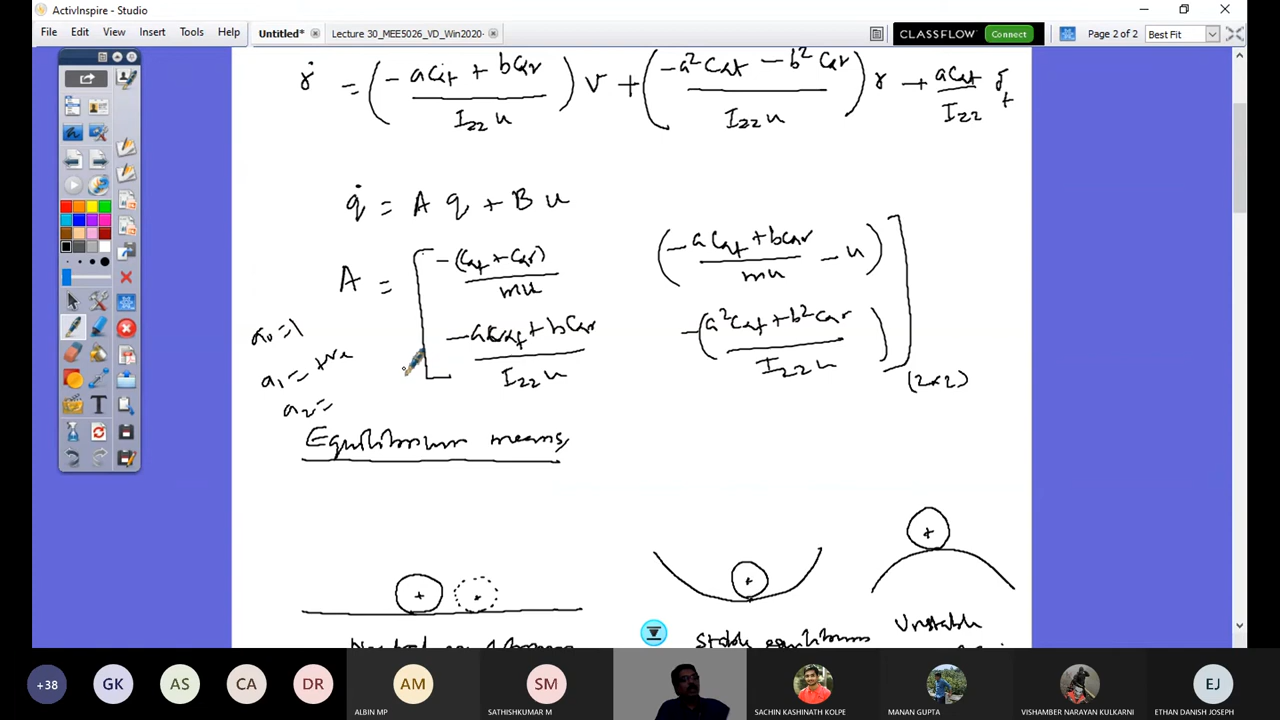 ActivInspire - Studio
File Edit View Insert Tools Help
Untitled* Lecture 30_MEE5026_VD_Win2020-
CLASSFLOW Connect
Page 2 of 2 Best Fit
ṙ = (- aCαf + bCαr / Izz u) v + (-a²Cαf - b²Cαr / Izz u) r + aCαf / Izz δf
q̇ = A q + B u
A = [ -(Cαf + Cαr) / mu (-aCαf + bCαr / mu - u)
-aCαf + bCαr / Izz u -(a²Cαf + b²Cαr / Izz u) ] (2×2)
a₀ = 1
a₁ = +ve
a₂ =
Equilibrium means,
Stable equilibrium
Unstable
+38 GK AS CA DR AM SM EJ
ALBIN MP SATHISHKUMAR M SACHIN KASHINATH KOLPE MANAN GUPTA VISHAMBER NARAYAN KULKARNI ETHAN DANISH JOSEPH